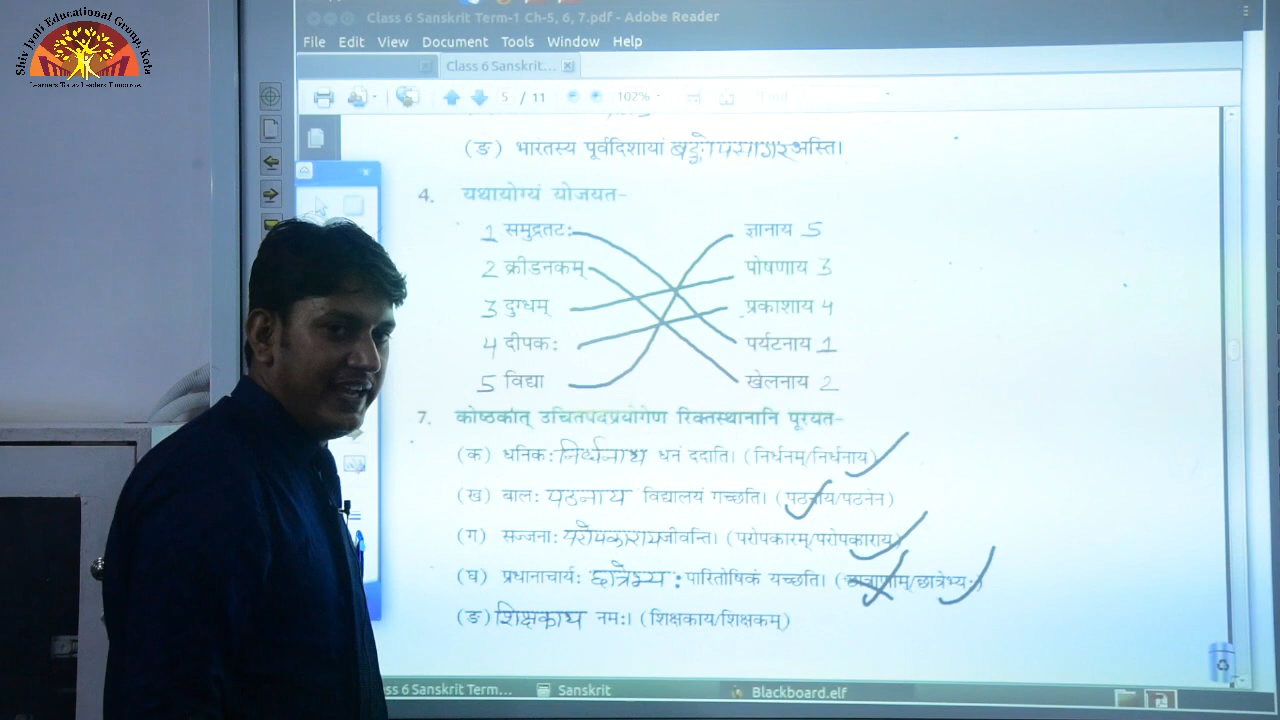 Shiv Jyoti Educational Group, Kota
Learners Today Leaders Tomorrow
Class 6 Sanskrit Term-1 Ch-5, 6, 7.pdf - Adobe Reader
File Edit View Document Tools Window Help
Class 6 Sanskrit...
5 / 11 102% Find
(ङ) भारतस्य पूर्वदिशायां बङ्गोपसागरः अस्ति।
4. यथायोग्यं योजयत-
1 समुद्रतटः ज्ञानाय 5
2 क्रीडनकम् पोषणाय 3
3 दुग्धम् प्रकाशाय 4
4 दीपकः पर्यटनाय 1
5 विद्या खेलनाय 2
7. कोष्ठकात् उचितपदप्रयोगेण रिक्तस्थानानि पूरयत-
(क) धनिकः निर्धनाय धनं ददाति। (निर्धनम्/निर्धनाय)
(ख) बालः पठनाय विद्यालयं गच्छति। (पठनाय/पठनेन)
(ग) सज्जनाः परोपकाराय जीवन्ति। (परोपकारम्/परोपकाराय)
(घ) प्रधानाचार्यः छात्रेभ्यः पारितोषिकं यच्छति। (छात्राणाम्/छात्रेभ्यः)
(ङ) शिक्षकाय नमः। (शिक्षकाय/शिक्षकम्)
ss 6 Sanskrit Term... Sanskrit Blackboard.elf